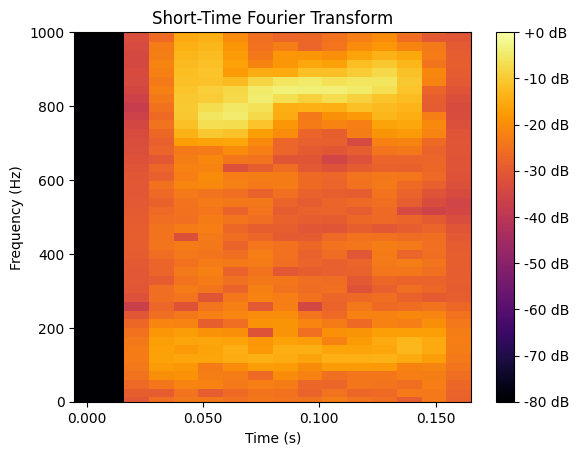 Short-Time Fourier Transform
1000
800
600
400
200
0
Frequency (Hz)
0.000
0.050
0.100
0.150
Time (s)
+0 dB
-10 dB
-20 dB
-30 dB
-40 dB
-50 dB
-60 dB
-70 dB
-80 dB